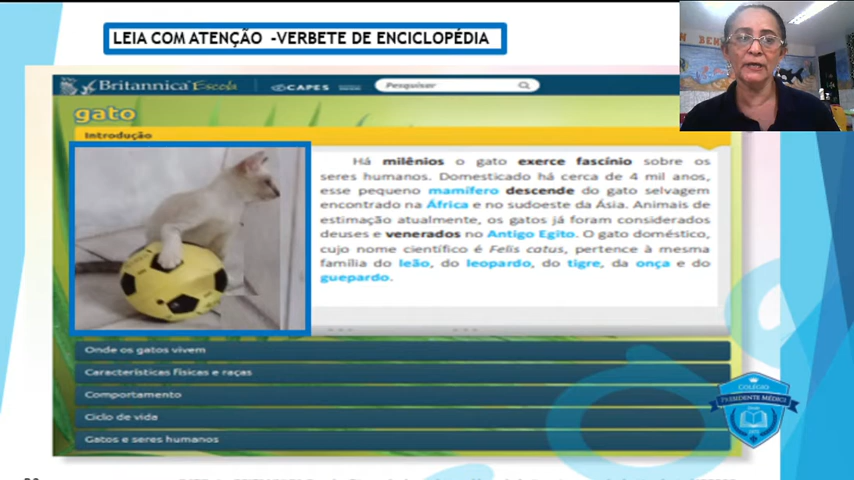 LEIA COM ATENÇÃO -VERBETE DE ENCICLOPÉDIA
Britannica Escola
CAPES
Pesquisar
gato
Introdução
Há milênios o gato exerce fascínio sobre os
seres humanos. Domesticado há cerca de 4 mil anos,
esse pequeno mamífero descende do gato selvagem
encontrado na África e no sudoeste da Ásia. Animais de
estimação atualmente, os gatos já foram considerados
deuses e venerados no Antigo Egito. O gato doméstico,
cujo nome científico é Felis catus, pertence à mesma
família do leão, do leopardo, do tigre, da onça e do
guepardo.
Onde os gatos vivem
Características físicas e raças
Comportamento
Ciclo de vida
Gatos e seres humanos
COLÉGIO
PRESIDENTE MÉDICI